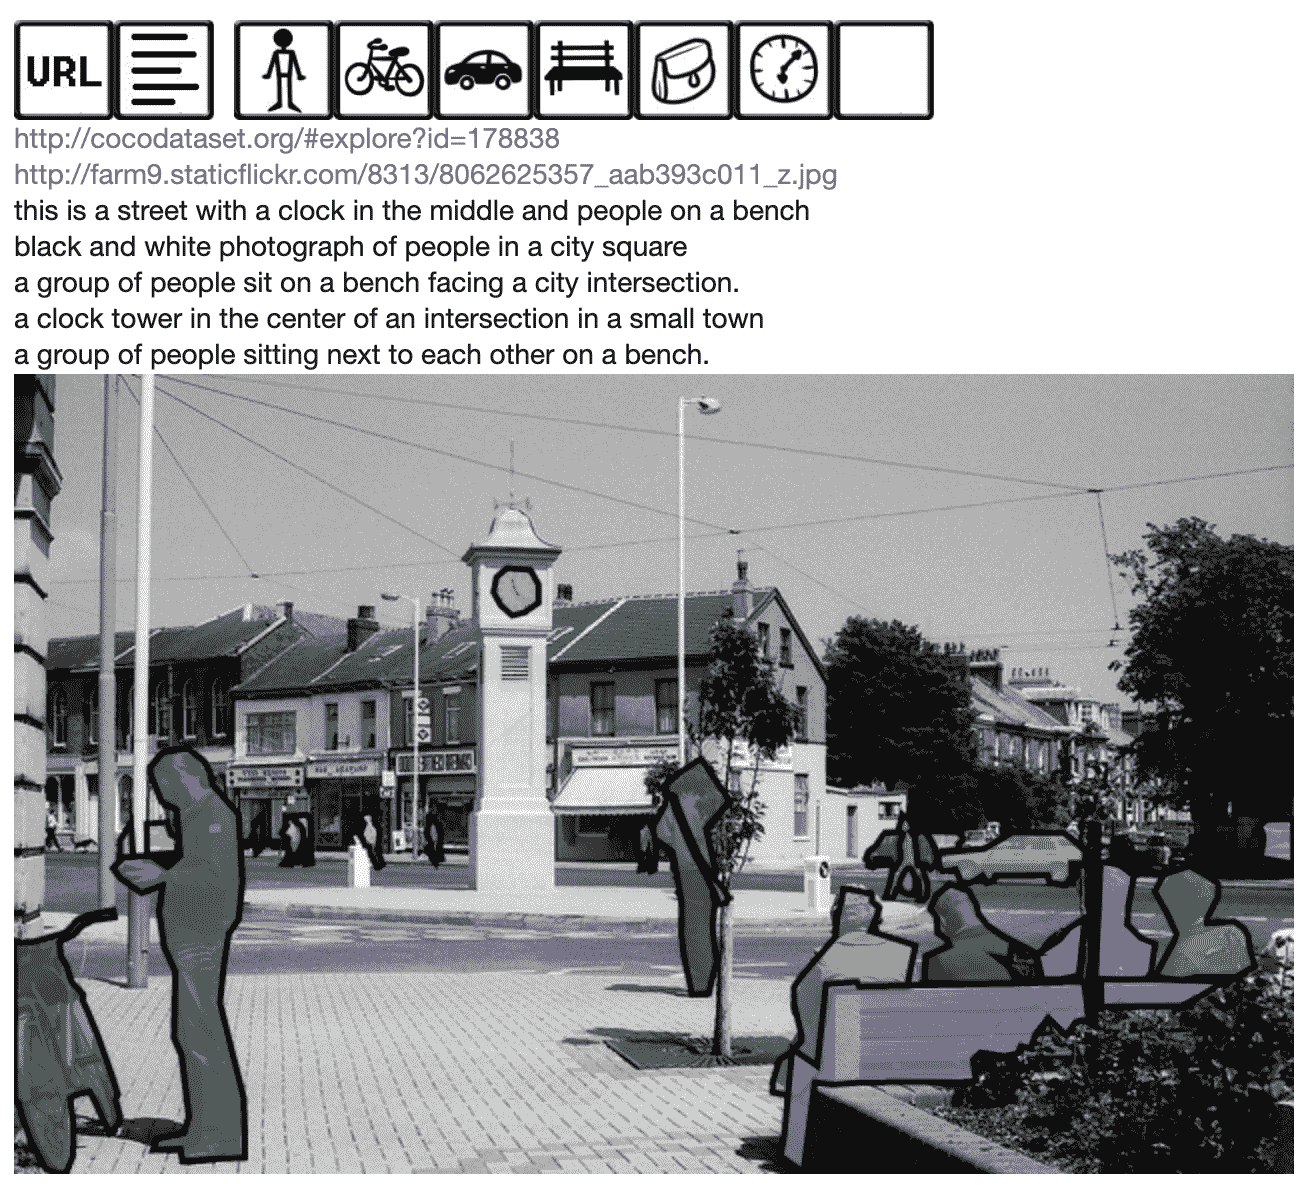 URL
http://cocodataset.org/#explore?id=178838
http://farm9.staticflickr.com/8313/8062625357_aab393c011_z.jpg
this is a street with a clock in the middle and people on a bench
black and white photograph of people in a city square
a group of people sit on a bench facing a city intersection.
a clock tower in the center of an intersection in a small town
a group of people sitting next to each other on a bench.